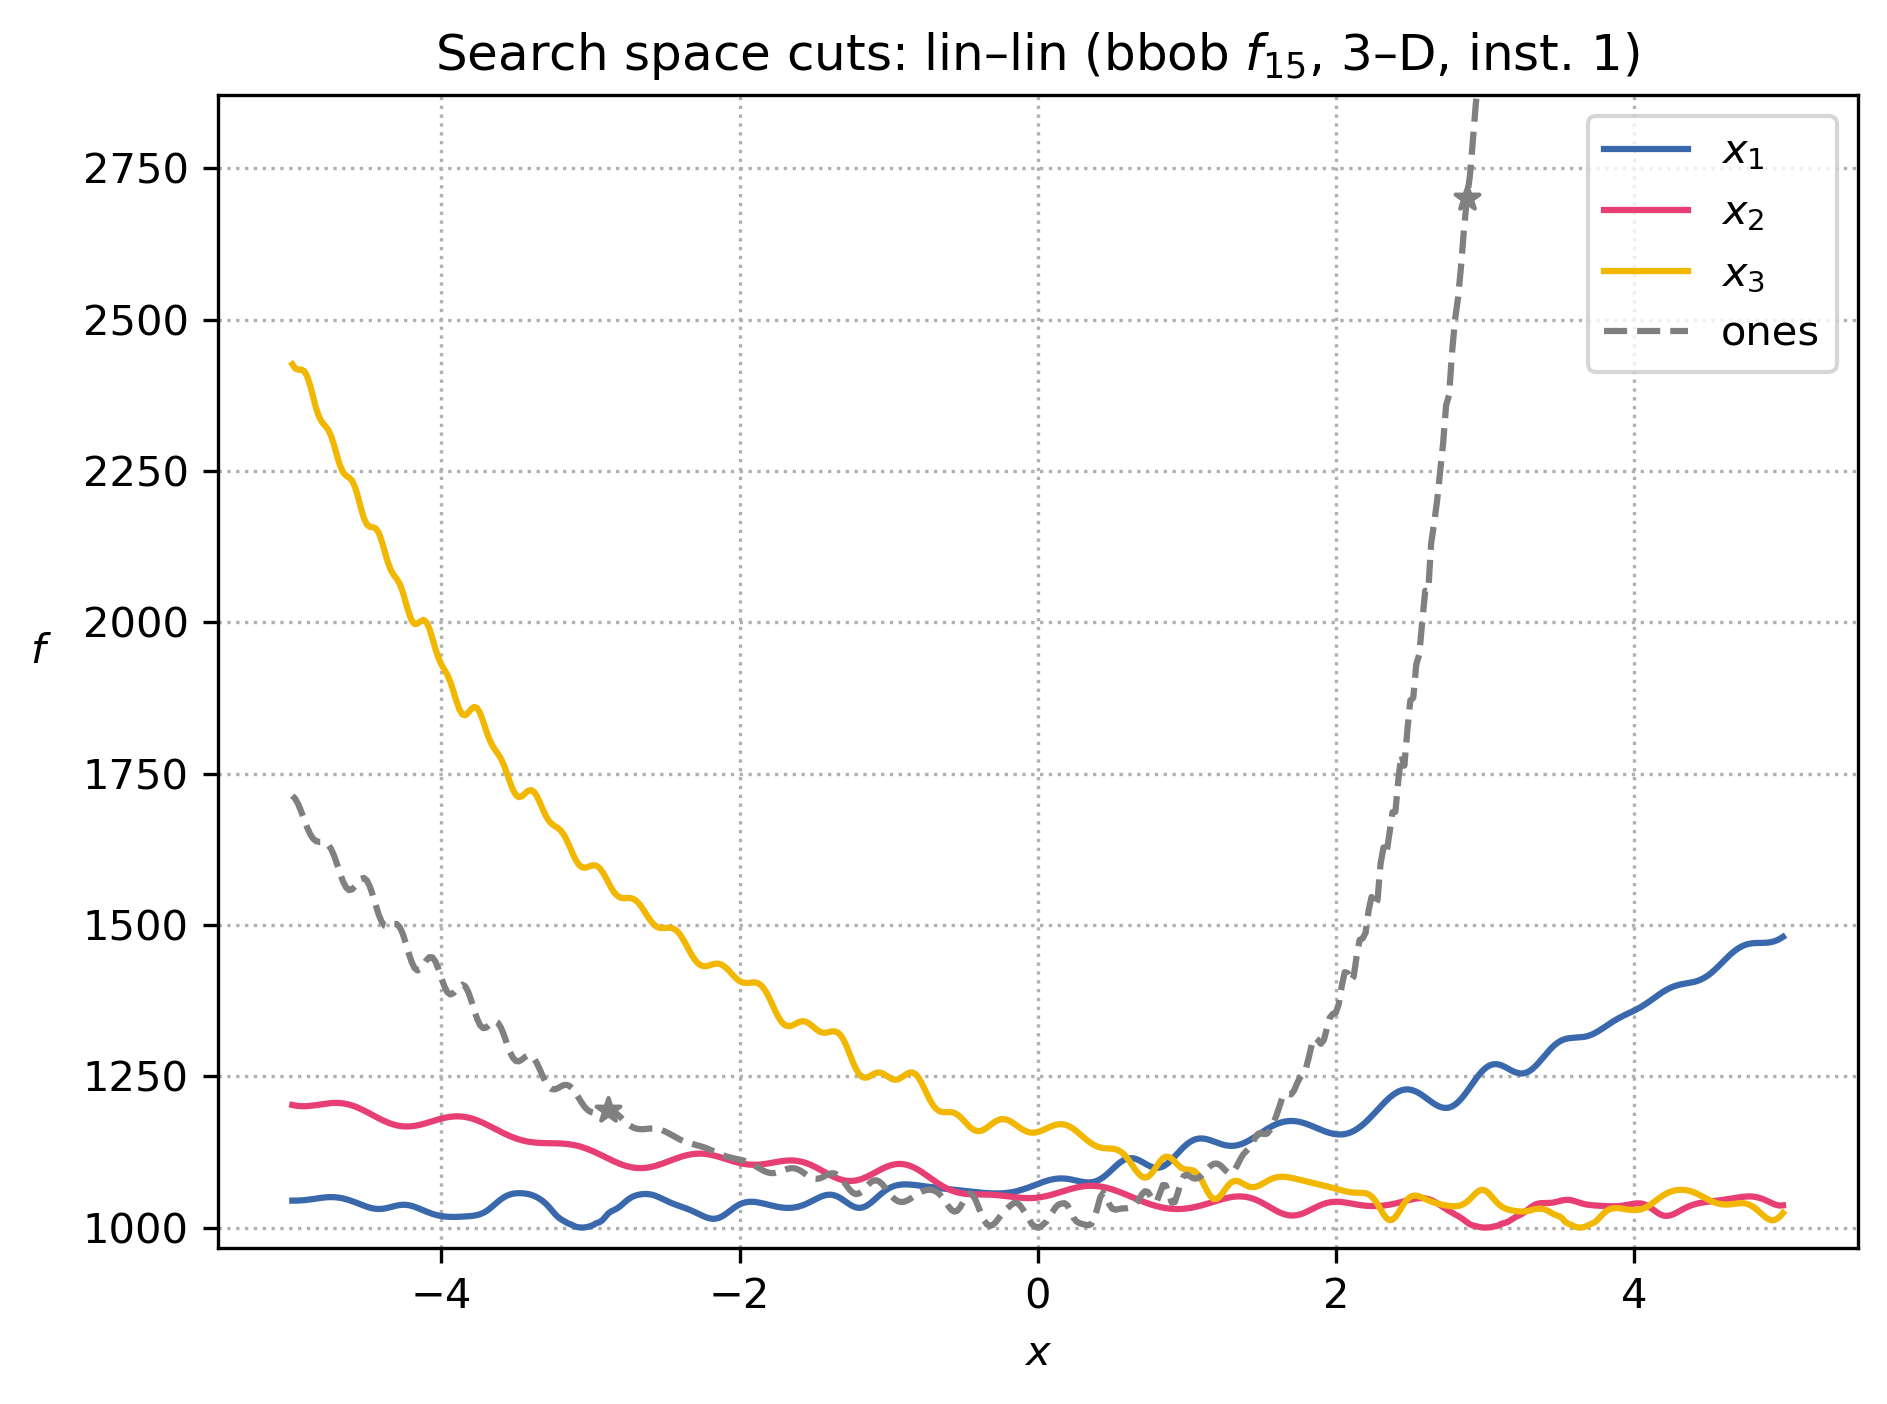 Search space cuts: lin–lin (bbob f₁₅, 3–D, inst. 1)
2750
2500
2250
2000
1750
1500
1250
1000
f
x₁
x₂
x₃
ones
−4 −2 0 2 4
x